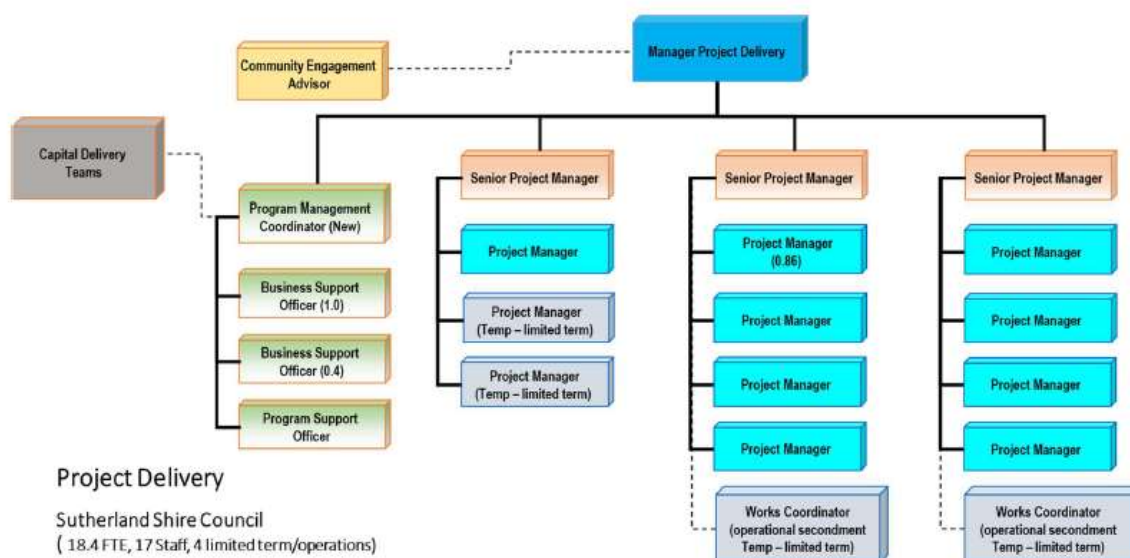 Manager Project Delivery
Community Engagement
Advisor
Capital Delivery
Teams
Program Management
Coordinator (New)
Business Support
Officer (1.0)
Business Support
Officer (0.4)
Program Support
Officer
Senior Project Manager
Project Manager
Project Manager
(Temp – limited term)
Project Manager
(Temp – limited term)
Senior Project Manager
Project Manager
(0.86)
Project Manager
Project Manager
Project Manager
Works Coordinator
(operational secondment
Temp – limited term)
Senior Project Manager
Project Manager
Project Manager
Project Manager
Project Manager
Works Coordinator
(operational secondment
Temp – limited term)
Project Delivery
Sutherland Shire Council
( 18.4 FTE, 17 Staff, 4 limited term/operations)